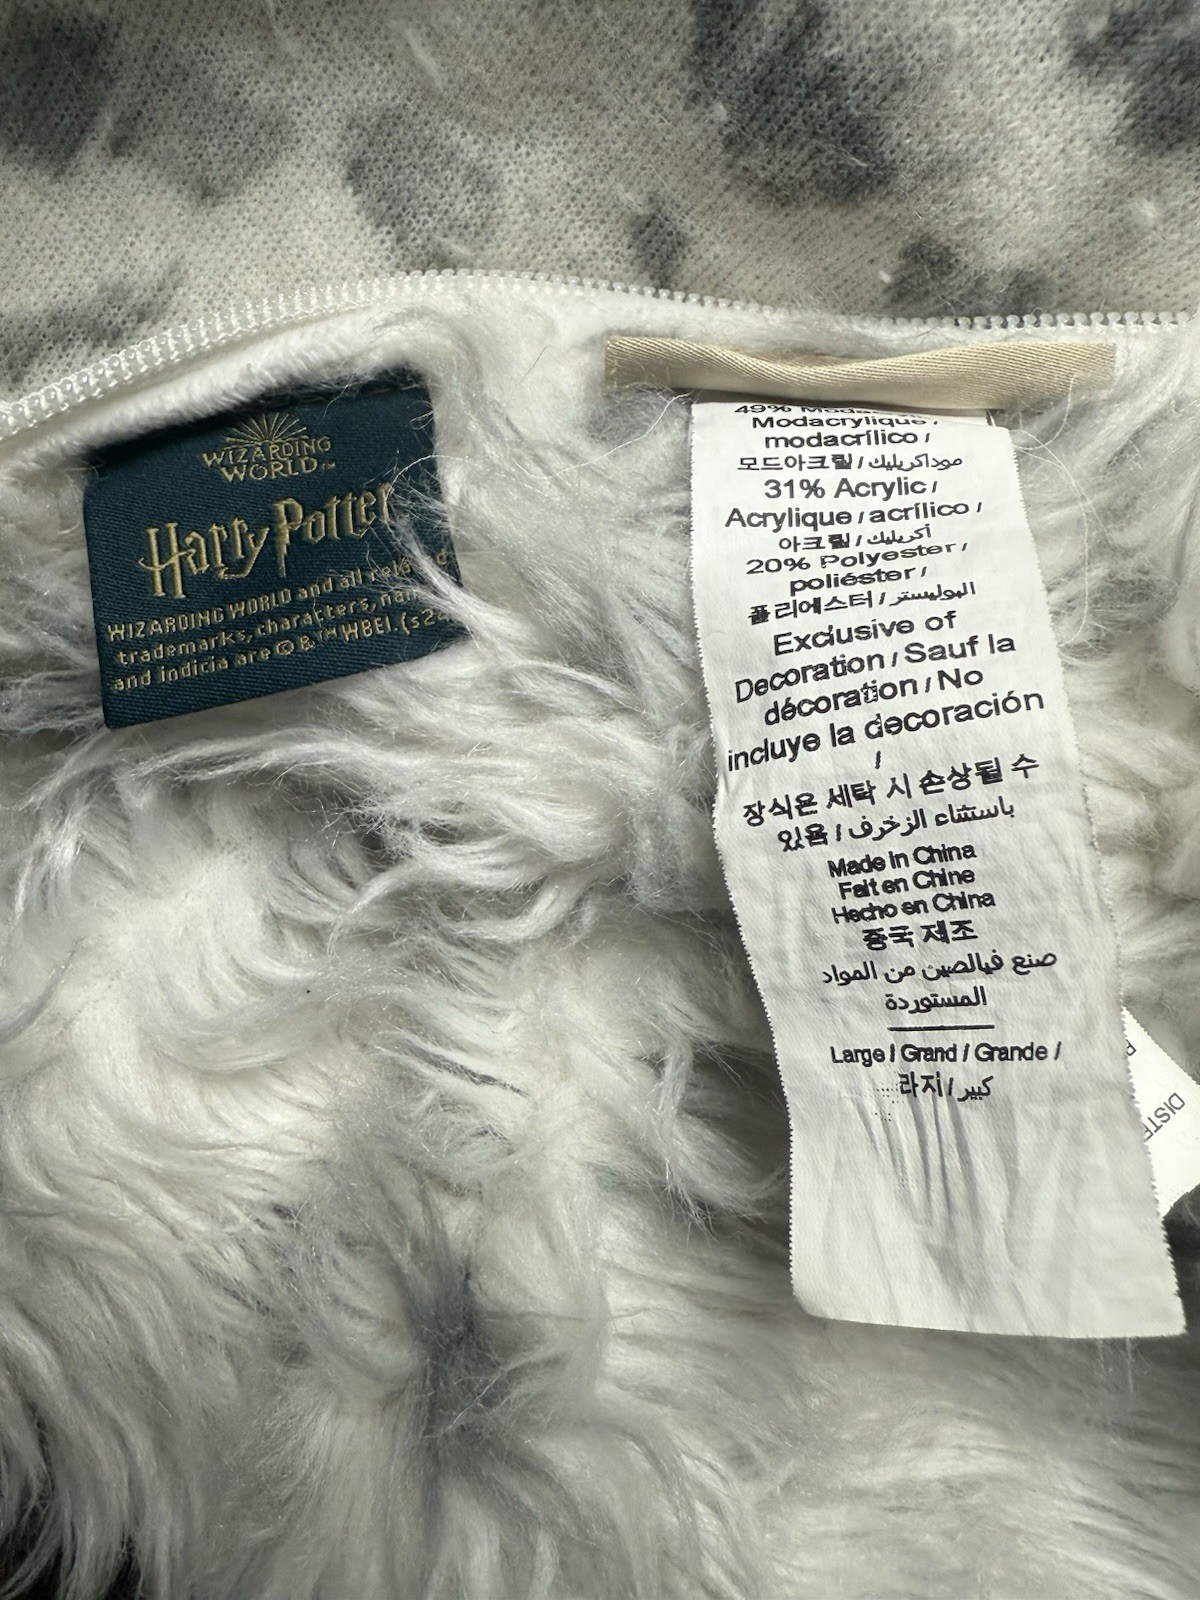 WIZARDING
WORLD™
Harry Potter
WIZARDING WORLD and all related
trademarks, characters,
and indicia are © & ™ WBEI. (s24
49%
Modacrylique /
modacrílico /
모드아크릴 / موداكريليك
31% Acrylic /
Acrylique / acrílico /
아크릴 / أكريليك
20% Polyester /
poliéster /
폴리에스터 / البوليستر
Exclusive of
Decoration / Sauf la
décoration / No
incluye la decoración
/
장식은 세탁 시 손상될 수
있음 / باستثناء الزخرف
Made in China
Fait en Chine
Hecho en China
중국 제조
صنع فيالصين من المواد
المستوردة
Large / Grand / Grande /
라지 / كبير